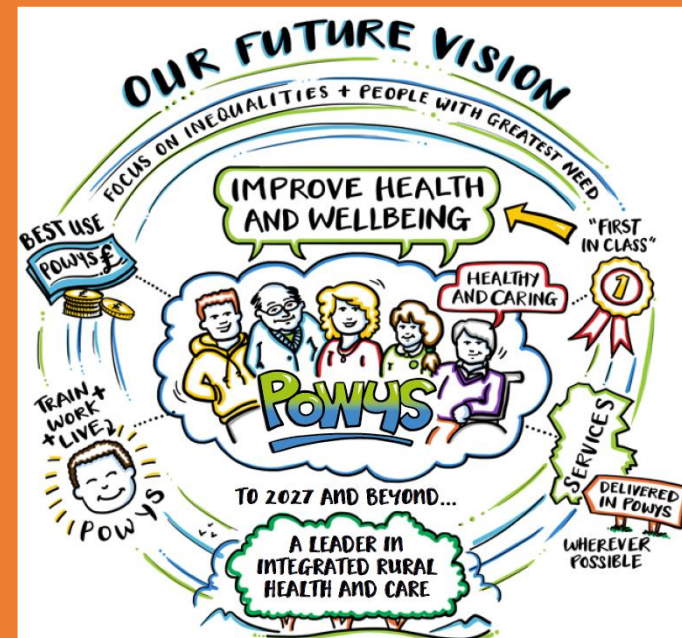 OUR FUTURE VISION
FOCUS ON INEQUALITIES + PEOPLE WITH GREATEST NEED
IMPROVE HEALTH
AND WELLBEING
BEST USE
POWYS £
"FIRST
IN CLASS"
1
HEALTHY
AND CARING
POWYS
TRAIN +
WORK +
+ LIVE
POWYS
SERVICES
DELIVERED
IN POWYS
WHEREVER
POSSIBLE
TO 2027 AND BEYOND...
A LEADER IN
INTEGRATED RURAL
HEALTH AND CARE